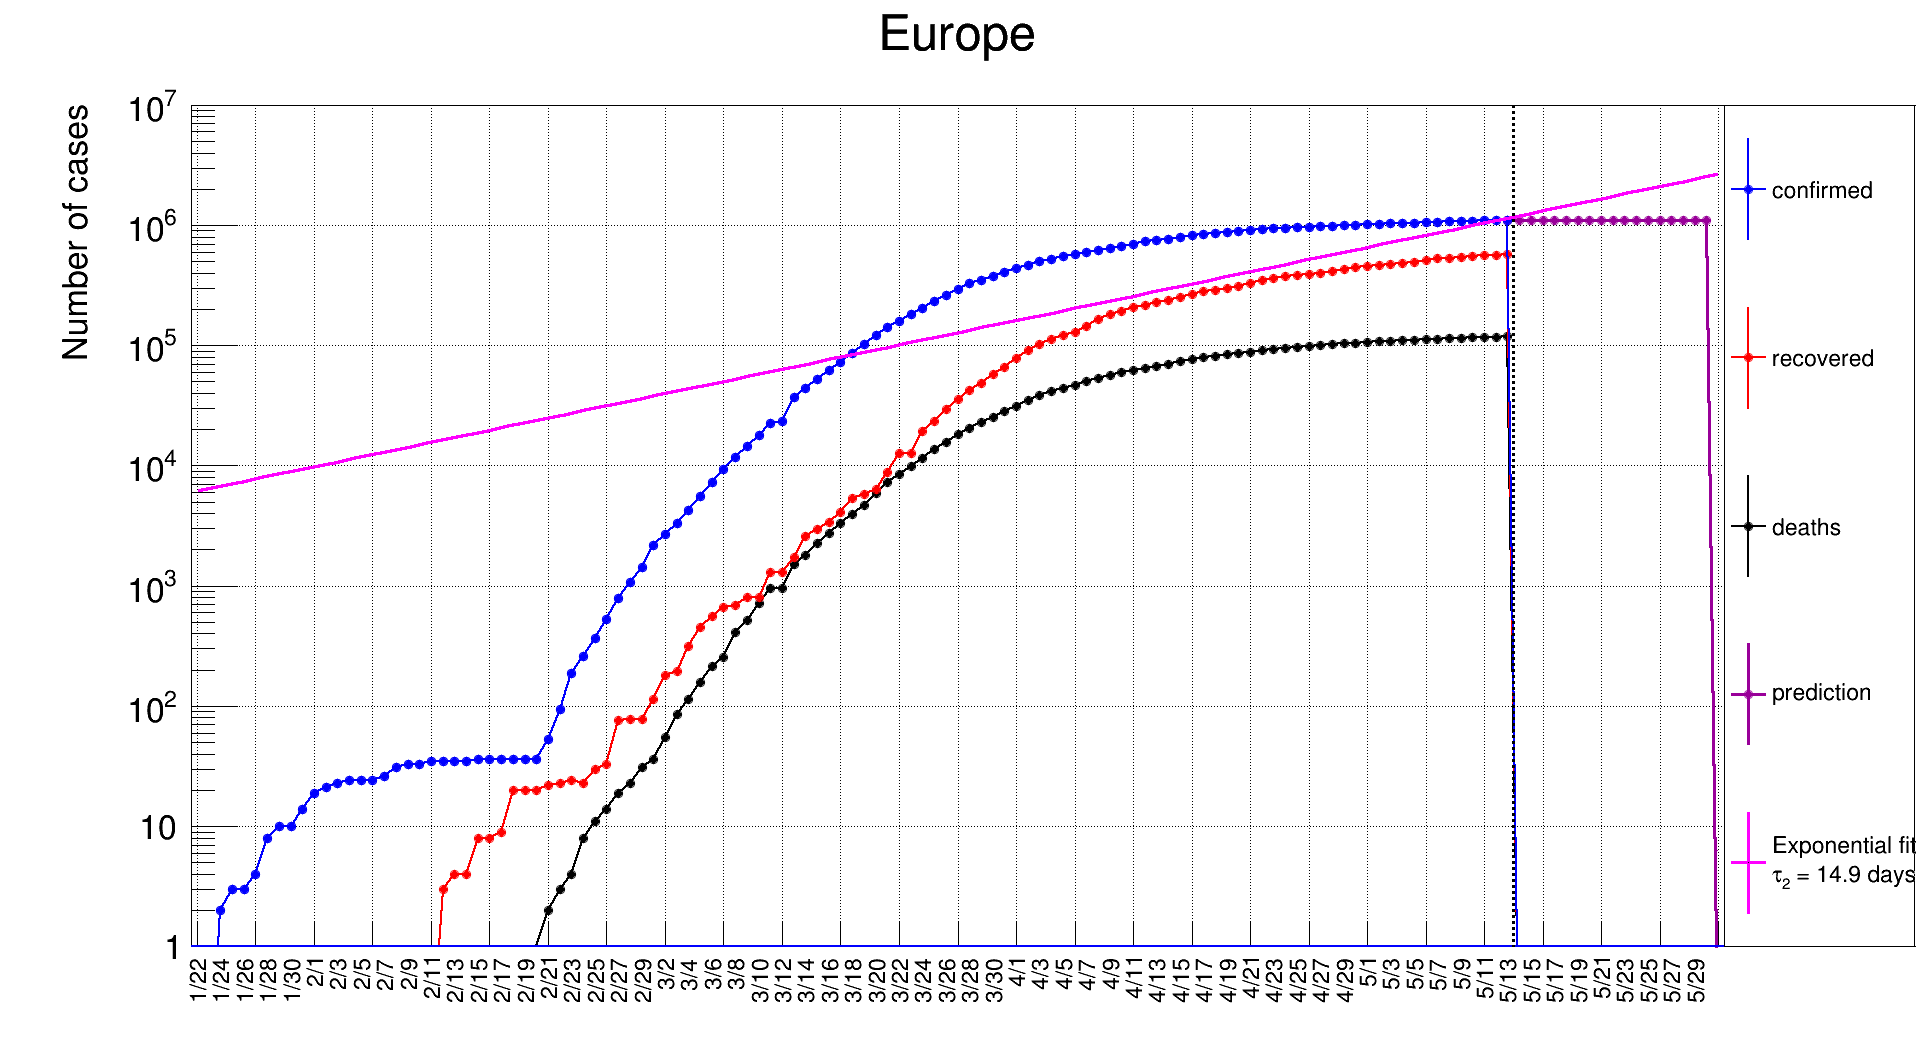 Europe
Number of cases
10^7
10^6
10^5
10^4
10^3
10^2
10
1
1/22 1/24 1/26 1/28 1/30 2/1 2/3 2/5 2/7 2/9 2/11 2/13 2/15 2/17 2/19 2/21 2/23 2/25 2/27 2/29 3/2 3/4 3/6 3/8 3/10 3/12 3/14 3/16 3/18 3/20 3/22 3/24 3/26 3/28 3/30 4/1 4/3 4/5 4/7 4/9 4/11 4/13 4/15 4/17 4/19 4/21 4/23 4/25 4/27 4/29 5/1 5/3 5/5 5/7 5/9 5/11 5/13 5/15 5/17 5/19 5/21 5/23 5/25 5/27 5/29
confirmed
recovered
deaths
prediction
Exponential fit
τ₂ = 14.9 days